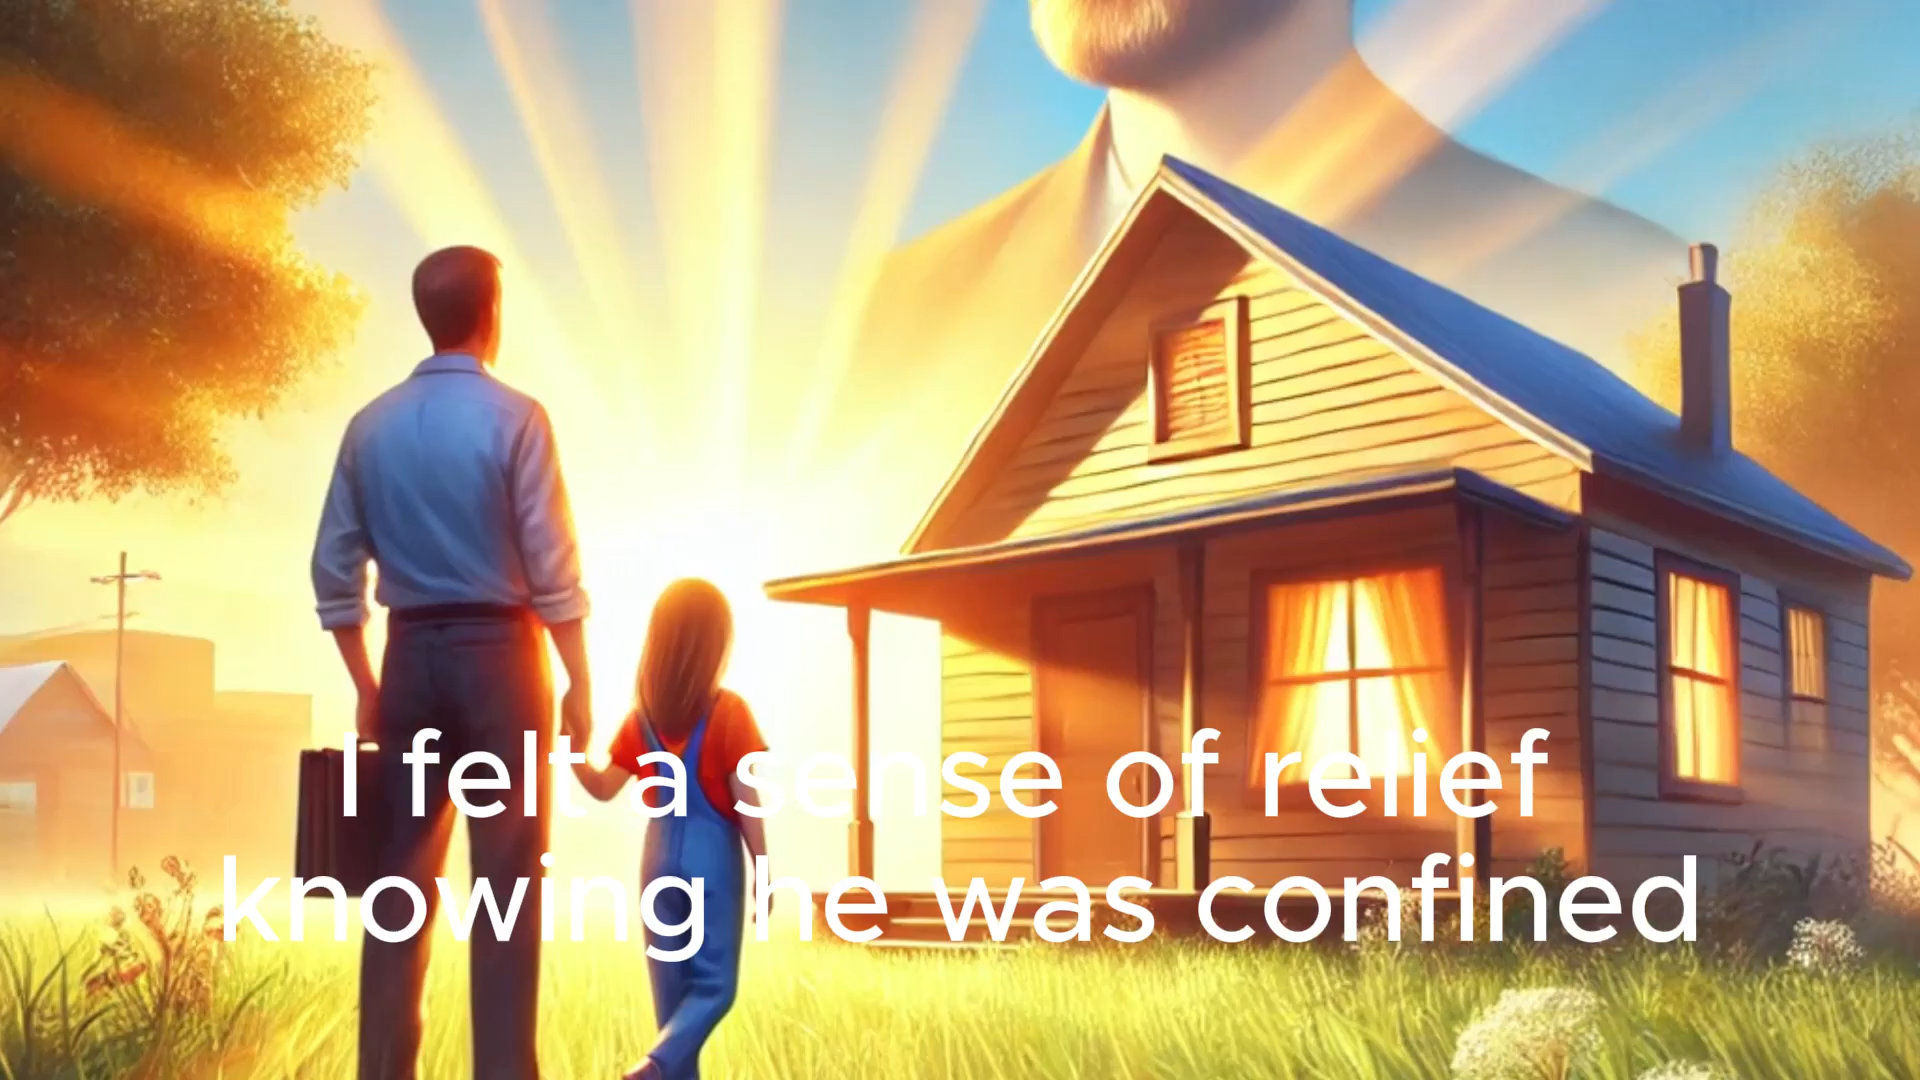 I felt a sense of relief
knowing he was confined